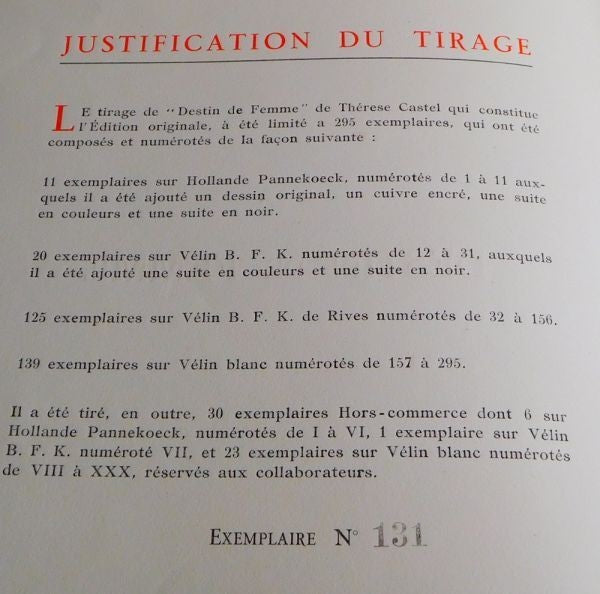 JUSTIFICATION DU TIRAGE
LE tirage de "Destin de Femme" de Thérese Castel qui constitue
l'Édition originale, à été limité a 295 exemplaires, qui ont été
composés et numérotés de la façon suivante :
11 exemplaires sur Hollande Pannekoeck, numérotés de 1 à 11 aux-
quels il a été ajouté un dessin original, un cuivre encré, une suite
en couleurs et une suite en noir.
20 exemplaires sur Vélin B. F. K. numérotés de 12 à 31, auxquels
il a été ajouté une suite en couleurs et une suite en noir.
125 exemplaires sur Vélin B. F. K. de Rives numérotés de 32 à 156.
139 exemplaires sur Vélin blanc numérotés de 157 à 295.
Il a été tiré, en outre, 30 exemplaires Hors-commerce dont 6 sur
Hollande Pannekoeck, numérotés de I à VI, 1 exemplaire sur Vélin
B. F. K. numéroté VII, et 23 exemplaires sur Vélin blanc numérotés
de VIII à XXX, réservés aux collaborateurs.
EXEMPLAIRE N° 131